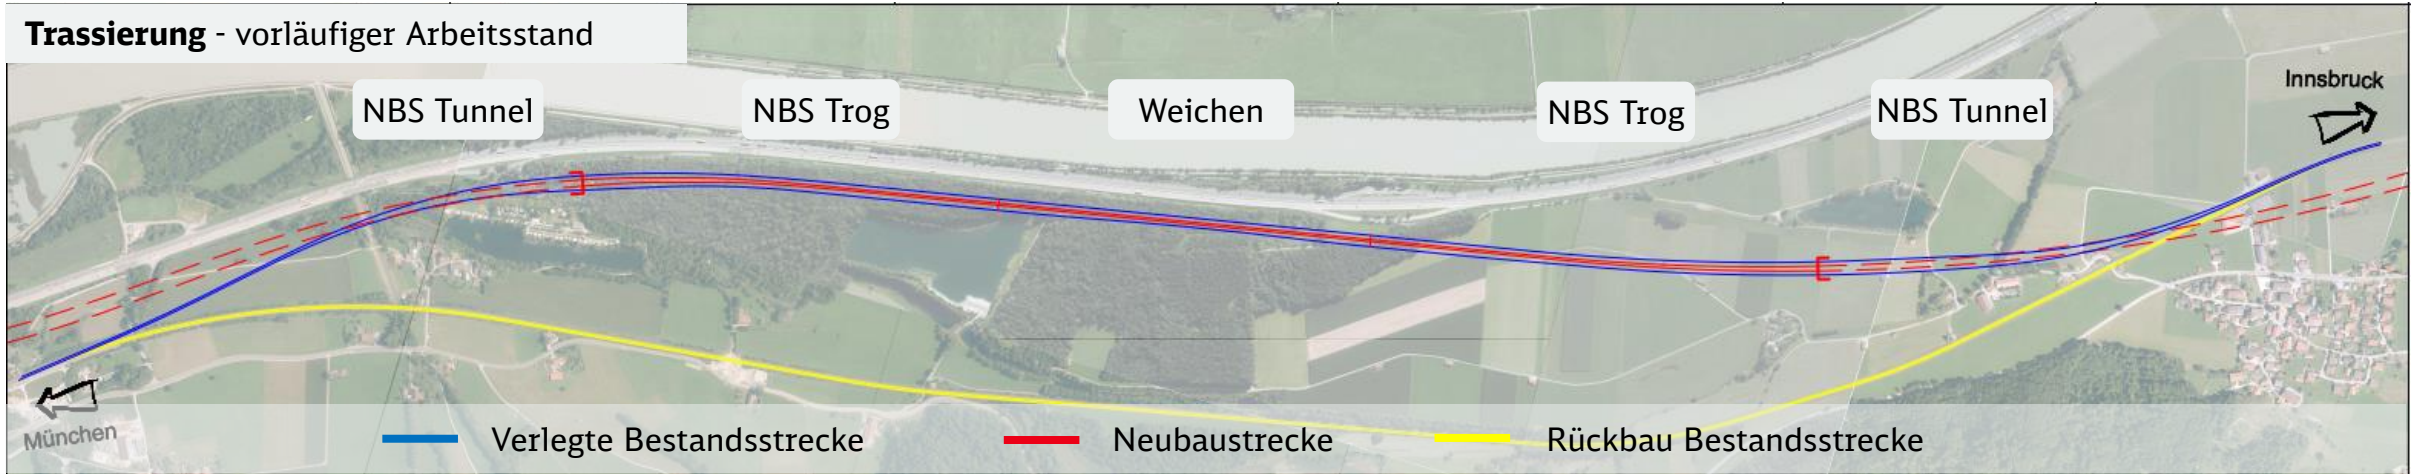 Trassierung - vorläufiger Arbeitsstand
Innsbruck
NBS Tunnel
NBS Trog
Weichen
NBS Trog
NBS Tunnel
München
Verlegte Bestandsstrecke
Neubaustrecke
Rückbau Bestandsstrecke